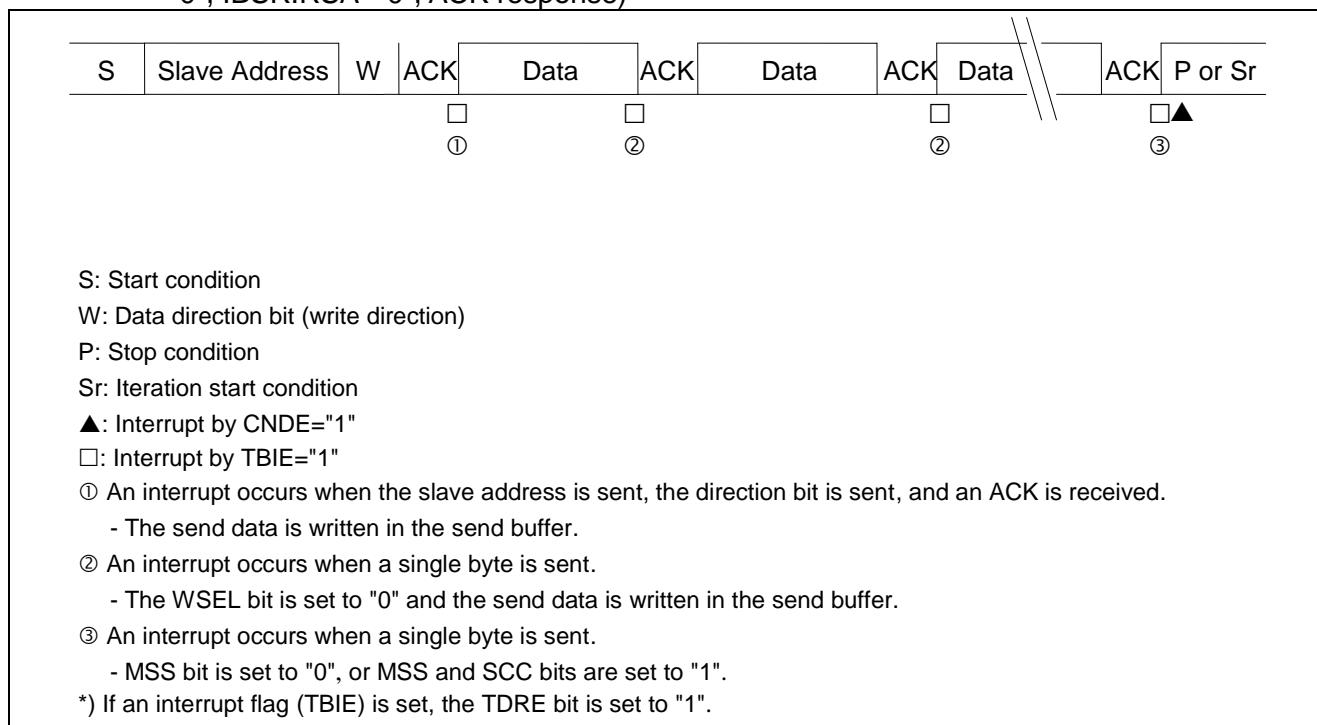 S Slave Address W ACK Data ACK Data ACK Data ACK P or Sr
□ □ □ □▲
① ② ② ③
S: Start condition
W: Data direction bit (write direction)
P: Stop condition
Sr: Iteration start condition
▲: Interrupt by CNDE="1"
□: Interrupt by TBIE="1"
① An interrupt occurs when the slave address is sent, the direction bit is sent, and an ACK is received.
- The send data is written in the send buffer.
② An interrupt occurs when a single byte is sent.
- The WSEL bit is set to "0" and the send data is written in the send buffer.
③ An interrupt occurs when a single byte is sent.
- MSS bit is set to "0", or MSS and SCC bits are set to "1".
*) If an interrupt flag (TBIE) is set, the TDRE bit is set to "1".